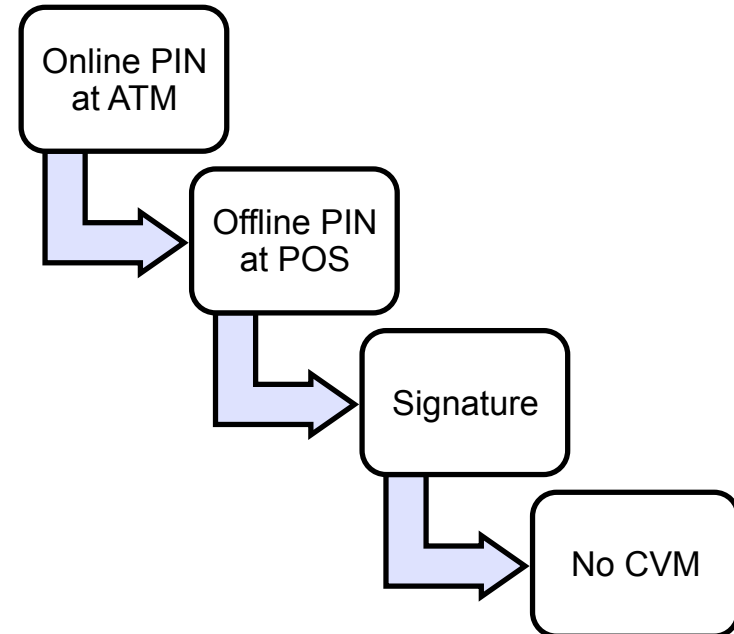 Online PIN
at ATM
Offline PIN
at POS
Signature
No CVM